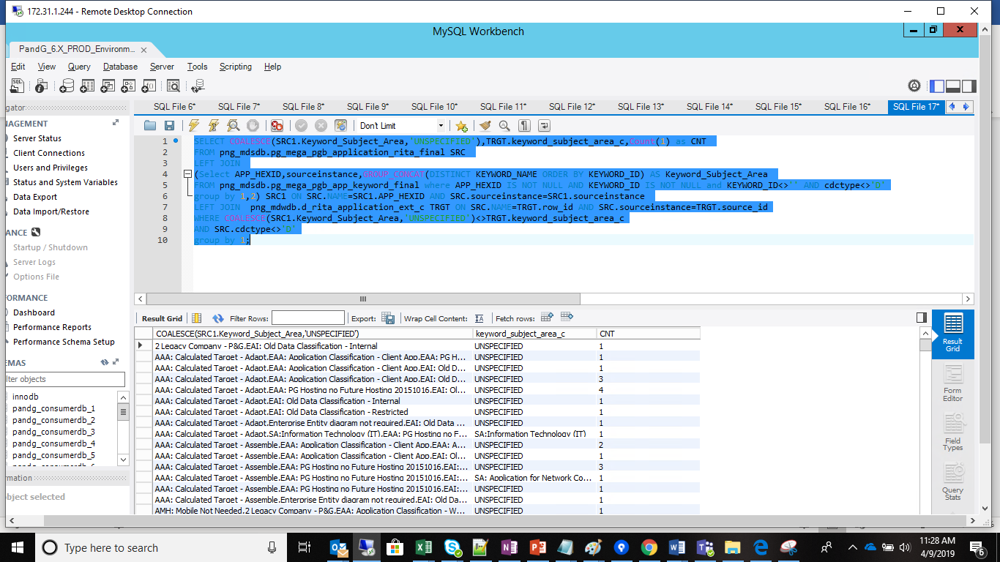 172.31.1.244 - Remote Desktop Connection
MySQL Workbench
PandG_6.X_PROD_Environm...
Edit View Query Database Server Tools Scripting Help
SQL File 6* SQL File 7* SQL File 8* SQL File 9* SQL File 10* SQL File 11* SQL File 12* SQL File 13* SQL File 14* SQL File 15* SQL File 16* SQL File 17*
gator
Don't Limit
NAGEMENT
Server Status
Client Connections
Users and Privileges
Status and System Variables
Data Export
Data Import/Restore
ANCE
Startup / Shutdown
Server Logs
Options File
FORMANCE
Dashboard
Performance Reports
Performance Schema Setup
EMAS
lter objects
innodb
pandg_consumerdb_1
pandg_consumerdb_2
pandg_consumerdb_3
pandg_consumerdb_4
pandg_consumerdb_5
rmation
object selected
1 SELECT COALESCE(SRC1.Keyword_Subject_Area,'UNSPECIFIED'),TRGT.keyword_subject_area_c,Count(1) as CNT
2 FROM png_mdsdb.pg_mega_pgb_application_rita_final SRC
3 LEFT JOIN
4 (Select APP_HEXID,sourceinstance,GROUP_CONCAT(DISTINCT KEYWORD_NAME ORDER BY KEYWORD_ID) AS Keyword_Subject_Area
5 FROM png_mdsdb.pg_mega_pgb_app_keyword_final where APP_HEXID IS NOT NULL AND KEYWORD_ID IS NOT NULL and KEYWORD_ID<>'' AND cdctype<>'D'
6 group by 1,2) SRC1 ON SRC.NAME=SRC1.APP_HEXID AND SRC.sourceinstance=SRC1.sourceinstance
7 LEFT JOIN png_mdwdb.d_rita_application_ext_c TRGT ON SRC.NAME=TRGT.row_id AND SRC.sourceinstance=TRGT.source_id
8 WHERE COALESCE(SRC1.Keyword_Subject_Area,'UNSPECIFIED')<>TRGT.keyword_subject_area_c
9 AND SRC.cdctype<>'D'
10 group by 1;
Result Grid Filter Rows: Export: Wrap Cell Content: Fetch rows:
COALESCE(SRC1.Keyword_Subject_Area,'UNSPECIFIED') keyword_subject_area_c CNT
2 Legacy Company - P&G,EAI: Old Data Classification - Internal UNSPECIFIED 1
AAA: Calculated Target - Adapt,EAA: Application Classification - Client App,EAA: PG H... UNSPECIFIED 1
AAA: Calculated Target - Adapt,EAA: Application Classification - Client App,EAI: Old D... UNSPECIFIED 1
AAA: Calculated Target - Adapt,EAA: Application Classification - Client App,EAI: Old D... UNSPECIFIED 3
AAA: Calculated Target - Adapt,EAA: PG Hosting no Future Hosting 20151016,EAI: Ol... UNSPECIFIED 4
AAA: Calculated Target - Adapt,EAI: Old Data Classification - Internal UNSPECIFIED 1
AAA: Calculated Target - Adapt,EAI: Old Data Classification - Restricted UNSPECIFIED 1
AAA: Calculated Target - Adapt,Enterprise Entity diagram not required,EAI: Old Data ... UNSPECIFIED 1
AAA: Calculated Target - Adapt,SA:Information Technology (IT),EAA: PG Hosting no F... SA:Information Technology (IT) 1
AAA: Calculated Target - Assemble,EAA: Application Classification - Client App,EAA: A... UNSPECIFIED 2
AAA: Calculated Target - Assemble,EAA: Application Classification - Client App,EAI: Ol... UNSPECIFIED 1
AAA: Calculated Target - Assemble,EAA: PG Hosting no Future Hosting 20151016,EAI:... UNSPECIFIED 3
AAA: Calculated Target - Assemble,EAA: PG Hosting no Future Hosting 20151016,EAI:... SA: Application for Network Co... 1
AAA: Calculated Target - Assemble,EAA: PG Hosting no Future Hosting 20151016,EAI:... UNSPECIFIED 1
AAA: Calculated Target - Assemble,Enterprise Entity diagram not required,EAI: Old Da... UNSPECIFIED 1
AMH: Mobile Not Needed,2 Legacy Company - P&G,EAA: Application Classification - W... UNSPECIFIED 1
Result
Grid
Form
Editor
Field
Types
Query
Stats
Type here to search
11:28 AM
4/9/2019
6